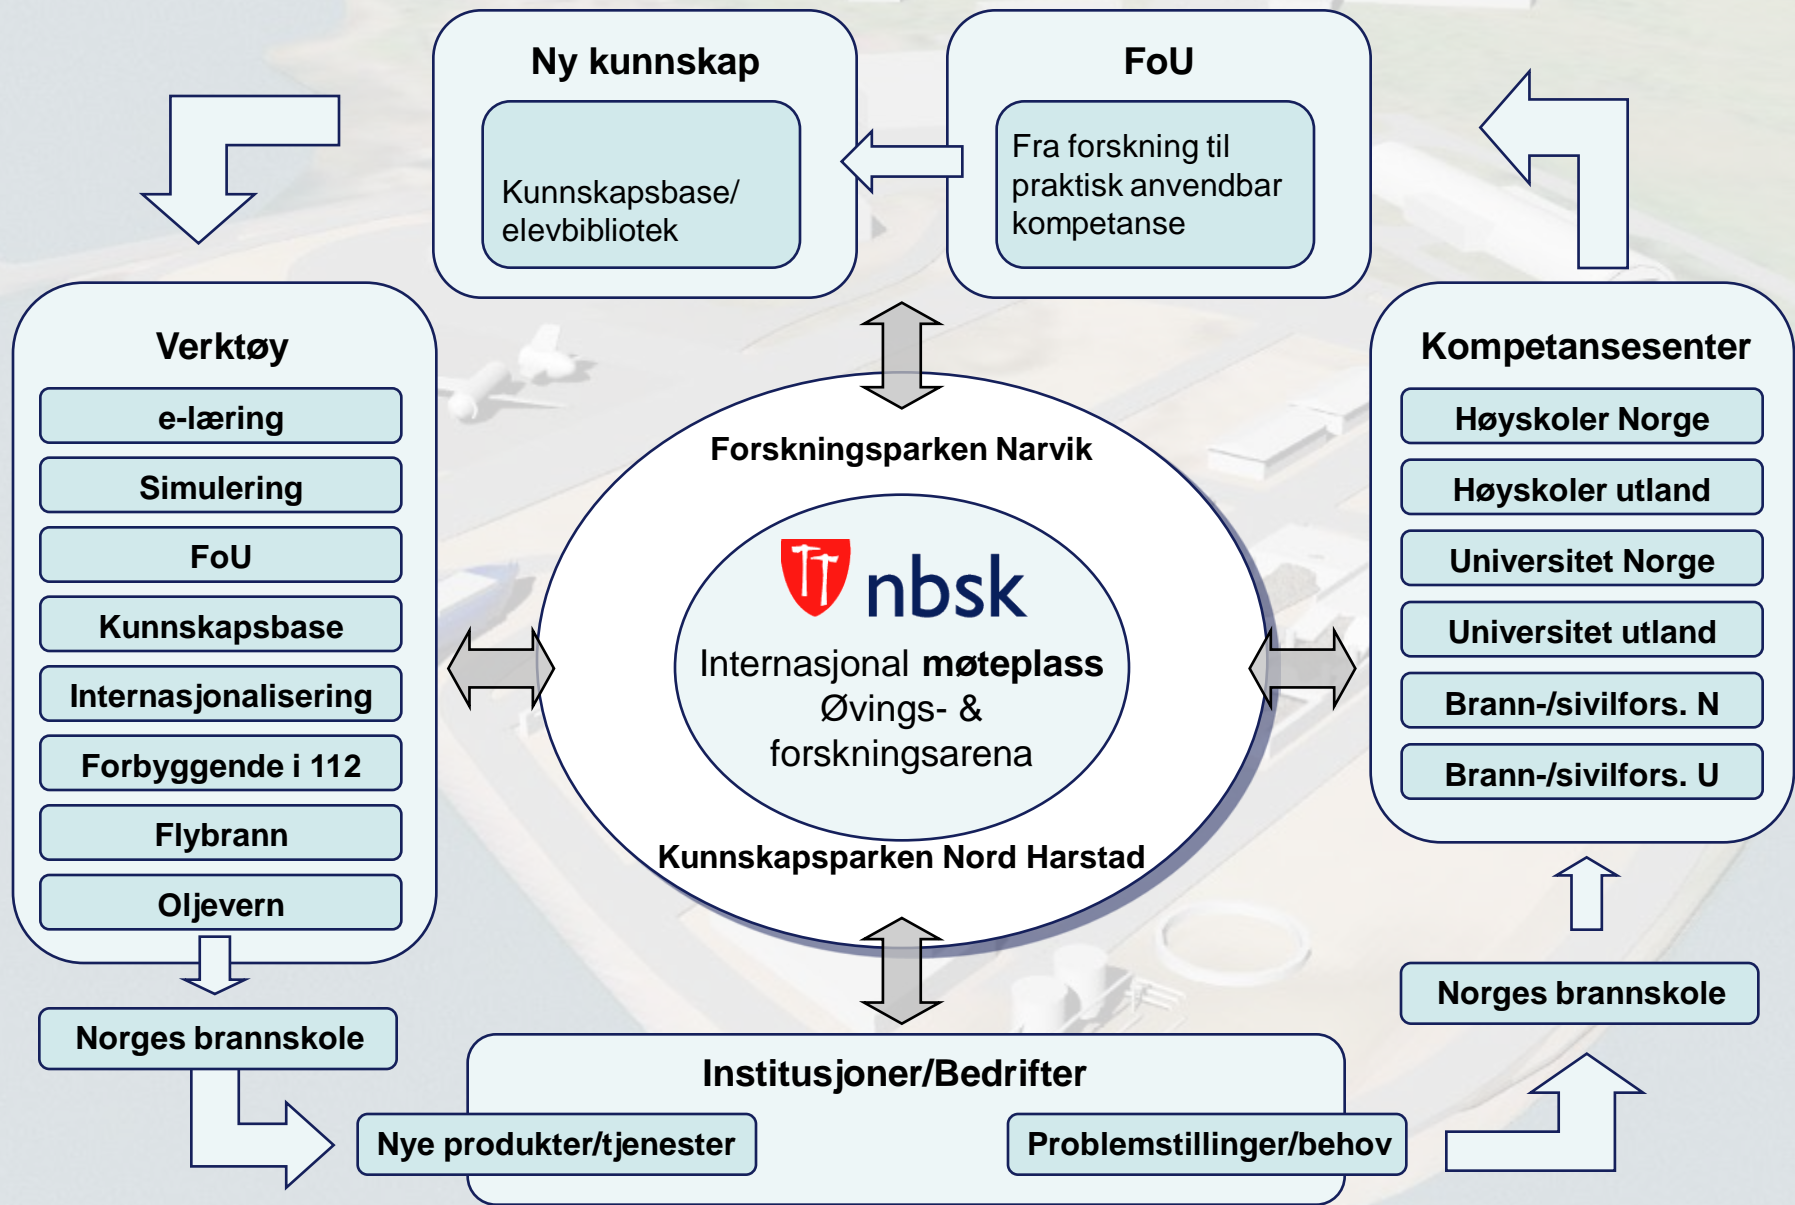 Ny kunnskap
Kunnskapsbase/
elevbibliotek
FoU
Fra forskning til
praktisk anvendbar
kompetanse
Verktøy
e-læring
Simulering
FoU
Kunnskapsbase
Internasjonalisering
Forbyggende i 112
Flybrann
Oljevern
Norges brannskole
Forskningsparken Narvik
nbsk
Internasjonal møteplass
Øvings- &
forskningsarena
Kunnskapsparken Nord Harstad
Kompetansesenter
Høyskoler Norge
Høyskoler utland
Universitet Norge
Universitet utland
Brann-/sivilfors. N
Brann-/sivilfors. U
Norges brannskole
Institusjoner/Bedrifter
Nye produkter/tjenester
Problemstillinger/behov